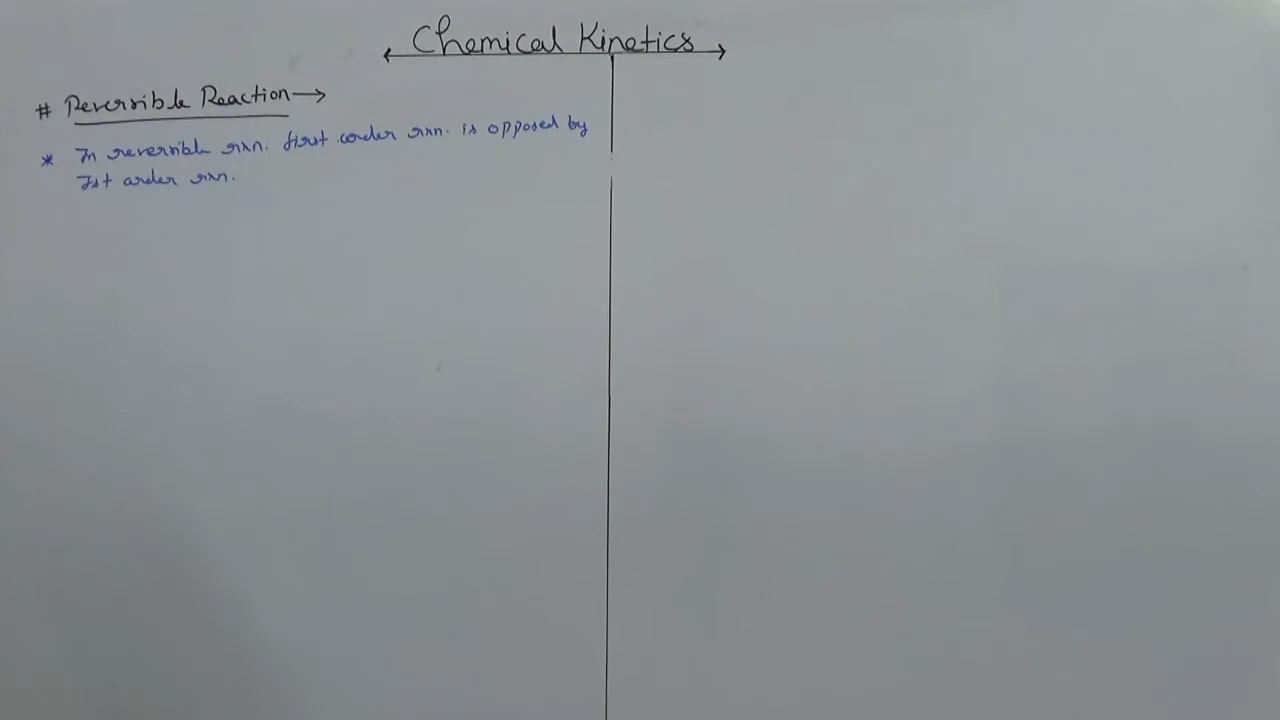 Chemical Kinetics
# Reversible Reaction →
* In reversible rxn. first order rxn. is opposed by
Ist order rxn.